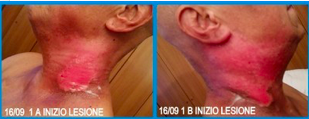 16/09 1 A INIZIO LESIONE
16/09 1 B INIZIO LESIONE